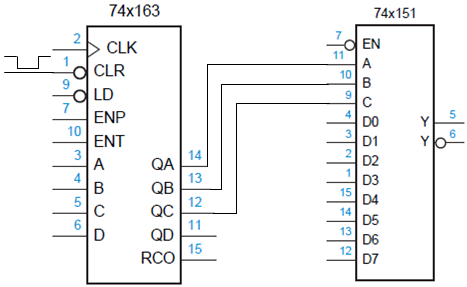 74x163
2 CLK
1 CLR
9 LD
7 ENP
10 ENT
3 A QA 14
4 B QB 13
5 C QC 12
6 D QD 11
RCO 15
74x151
7 EN
11 A
10 B
9 C
4 D0 Y 5
3 D1 Y 6
2 D2
1 D3
15 D4
14 D5
13 D6
12 D7